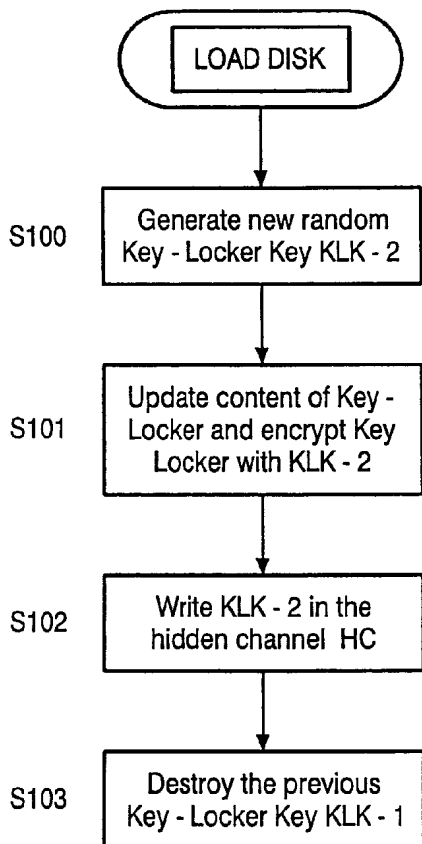 LOAD DISK
S100
Generate new random
Key - Locker Key KLK - 2
S101
Update content of Key -
Locker and encrypt Key
Locker with KLK - 2
S102
Write KLK - 2 in the
hidden channel HC
S103
Destroy the previous
Key - Locker Key KLK - 1